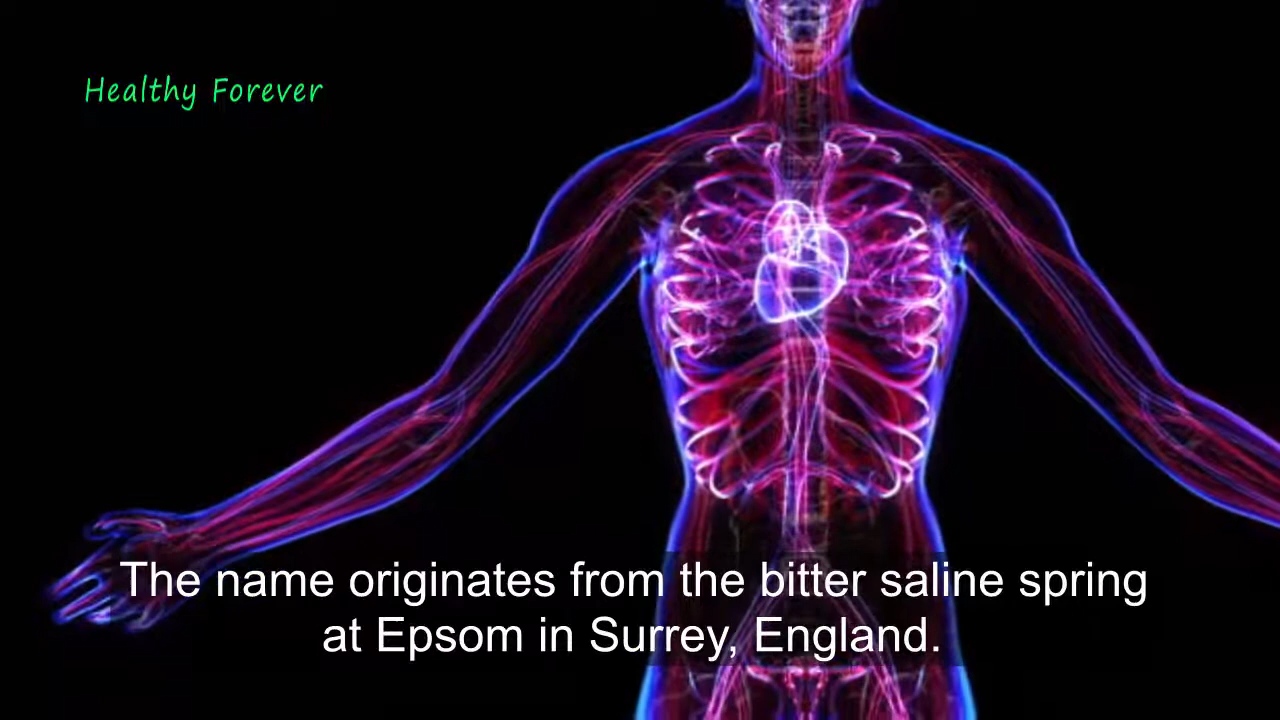 Healthy Forever
The name originates from the bitter saline spring
at Epsom in Surrey, England.